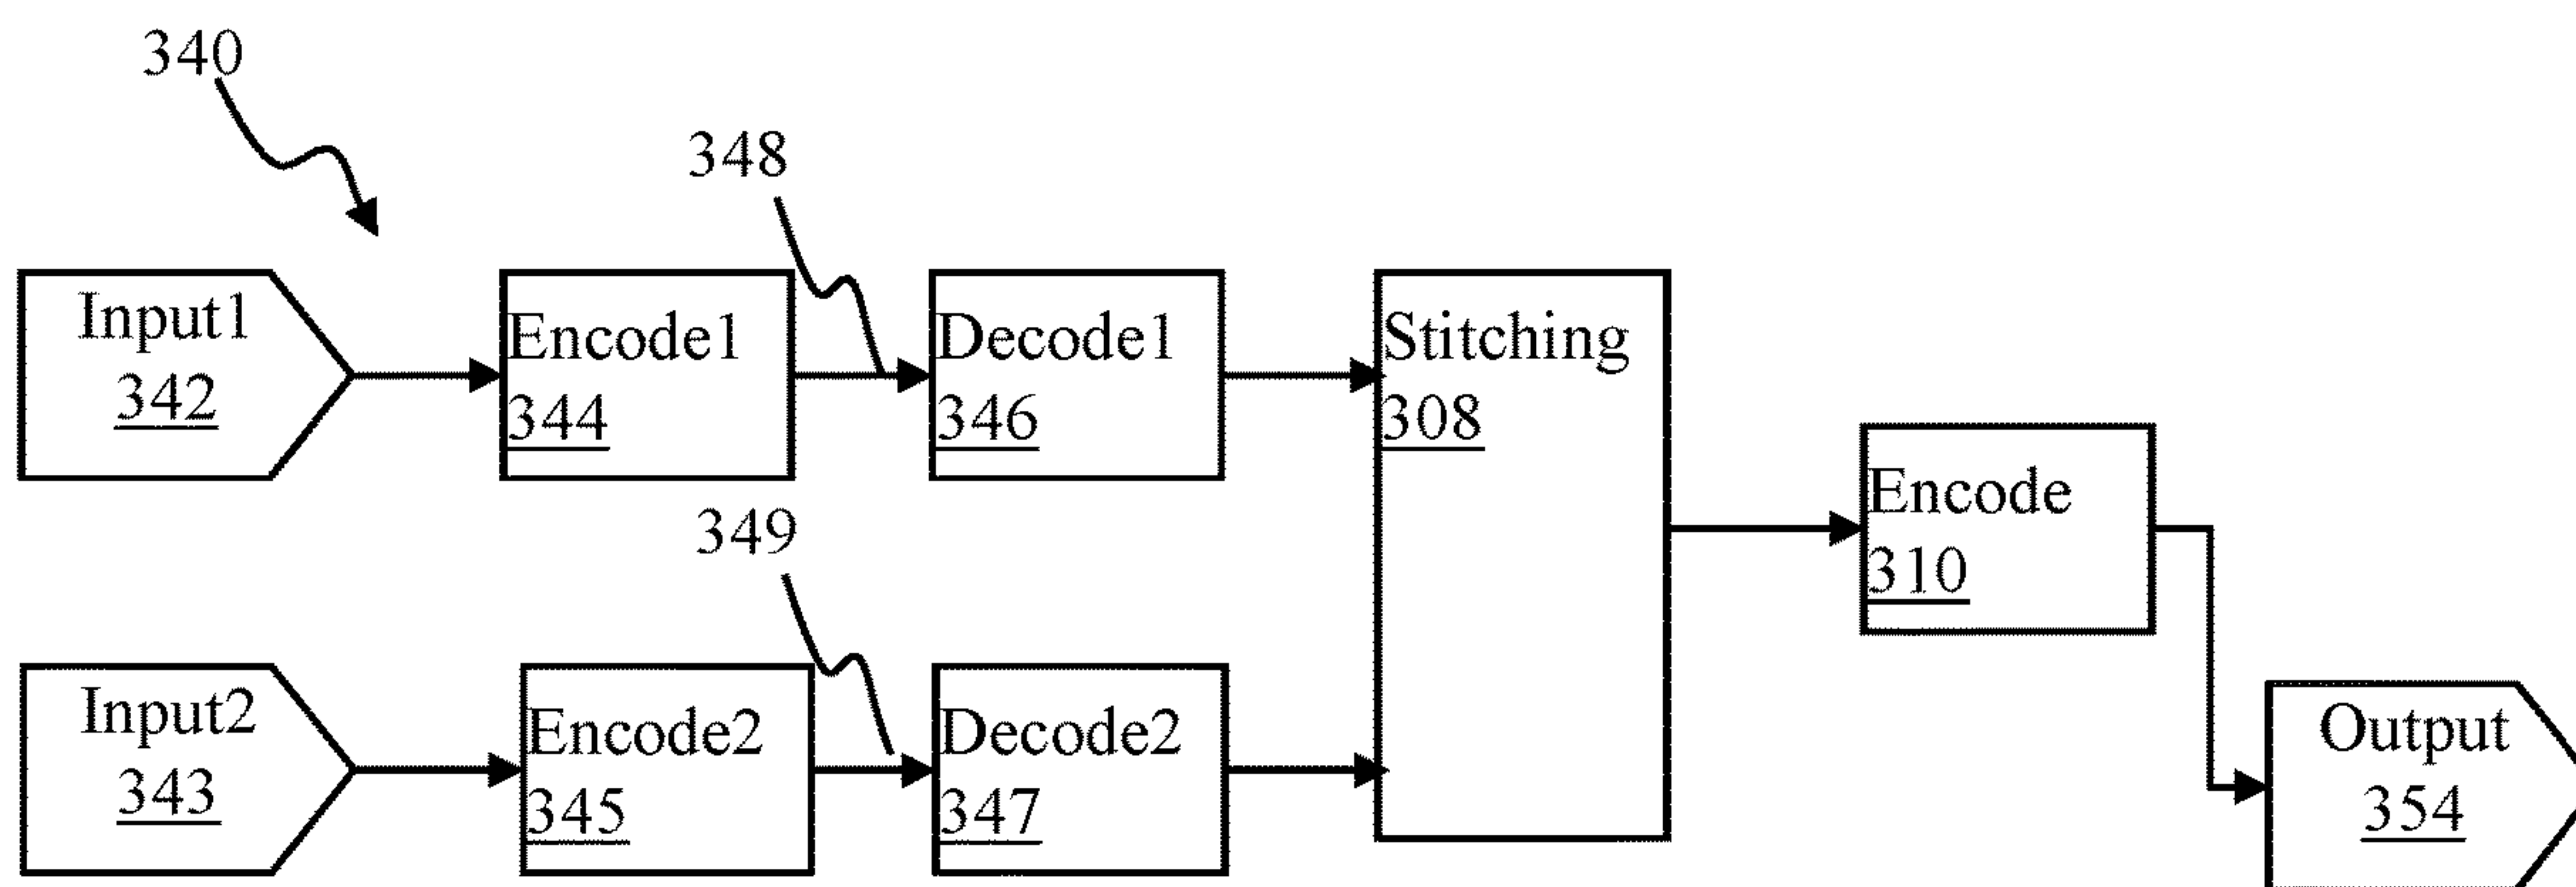 340
348
Input1
342
Encode1
344
Decode1
346
Stitching
308
Encode
310
349
Input2
343
Encode2
345
Decode2
347
Output
354